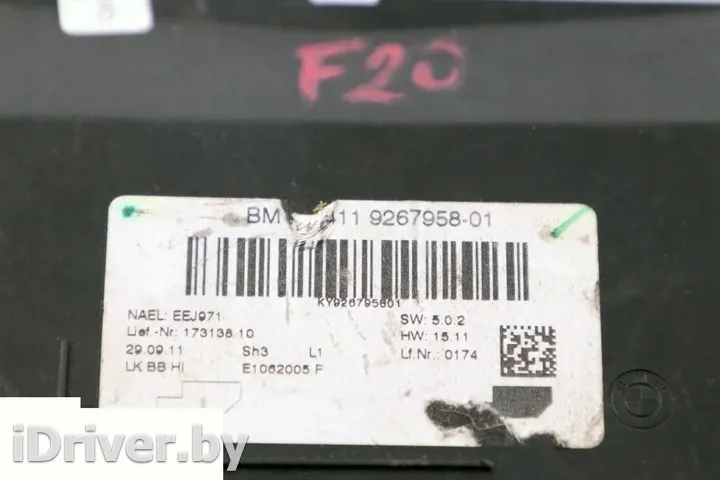 F20
BM 411 9267958-01
KY926795801
NAEL: EEJ971
Lief.-Nr: 173138.10
29.09.11 Sh3 L1
LK BB HI E1062005 F
SW: 5.0.2
HW: 15.11
Lf.Nr.: 0174
BMW
iDriver.by